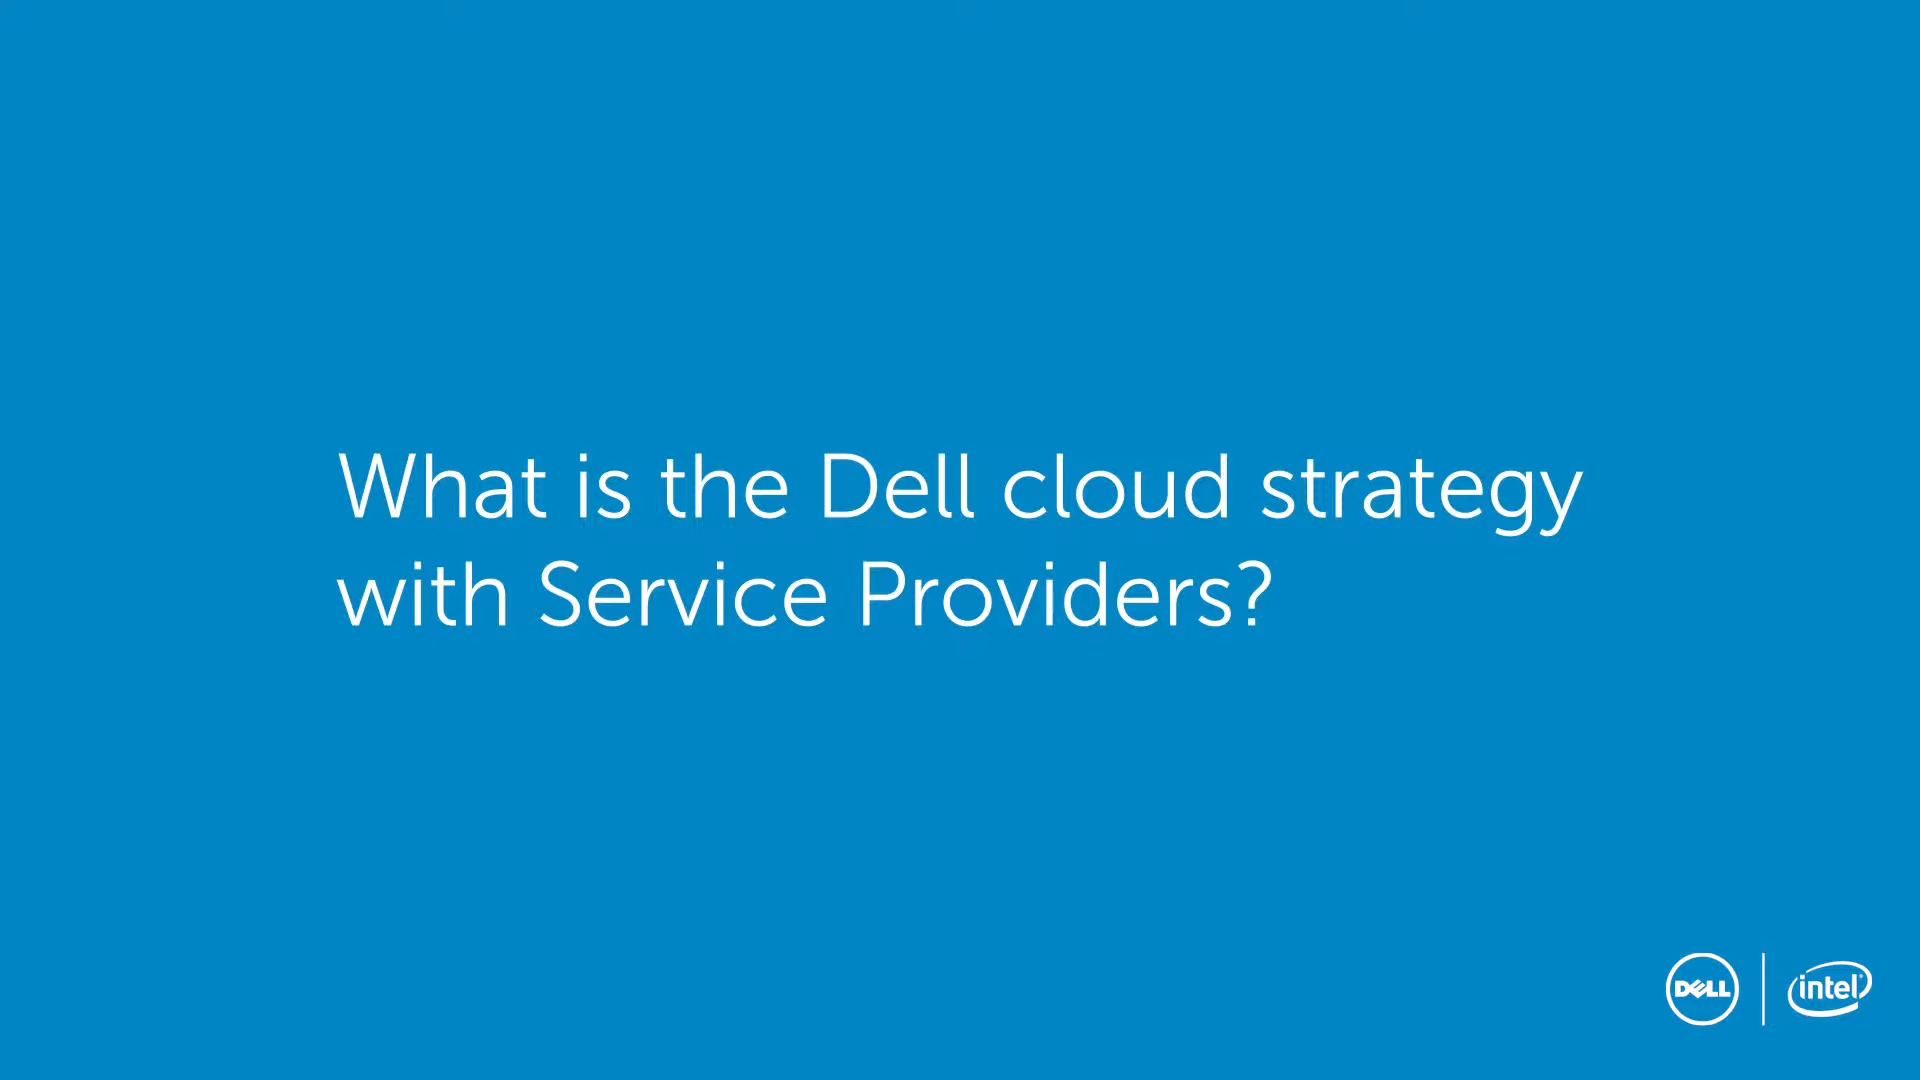 What is the Dell cloud strategy
with Service Providers?
DELL
intel